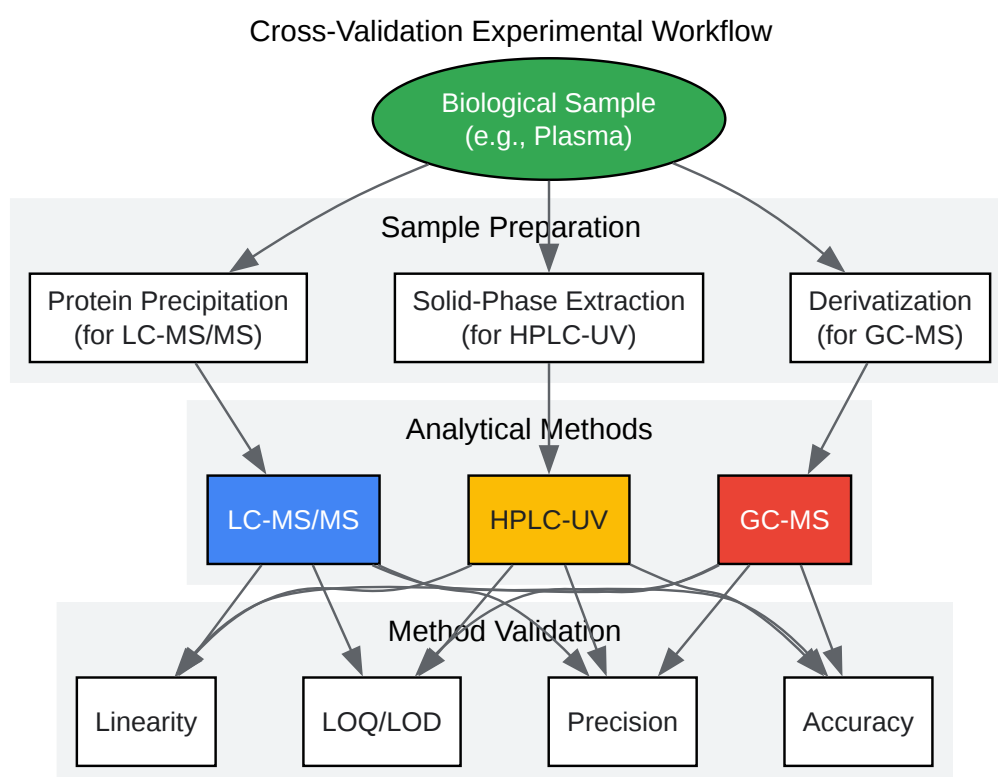 Cross-Validation Experimental Workflow
Biological Sample
(e.g., Plasma)
Sample Preparation
Protein Precipitation
(for LC-MS/MS)
Solid-Phase Extraction
(for HPLC-UV)
Derivatization
(for GC-MS)
Analytical Methods
LC-MS/MS
HPLC-UV
GC-MS
Method Validation
Linearity
LOQ/LOD
Precision
Accuracy